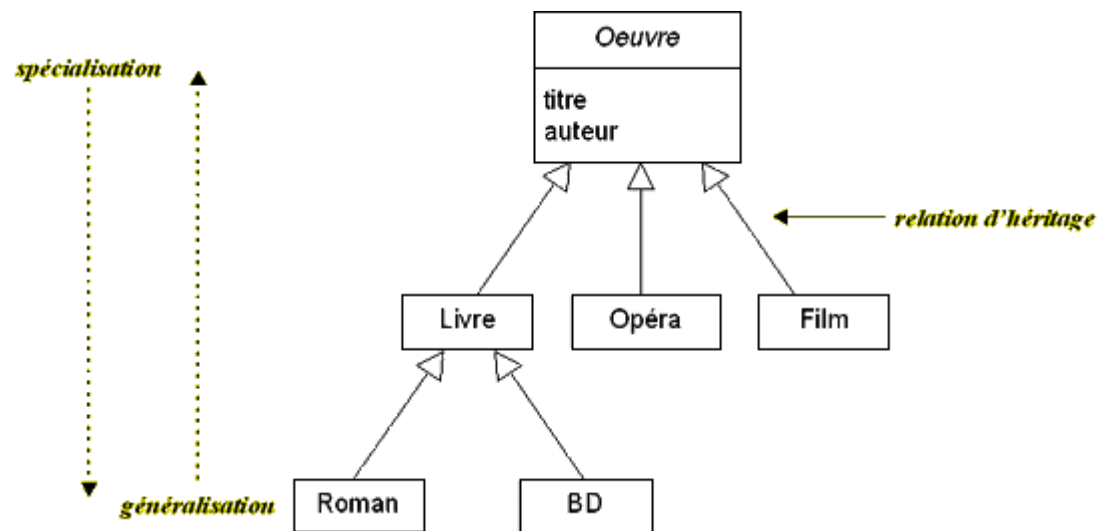 Oeuvre
spécialisation
titre
auteur
relation d'héritage
Livre
Opéra
Film
généralisation
Roman
BD